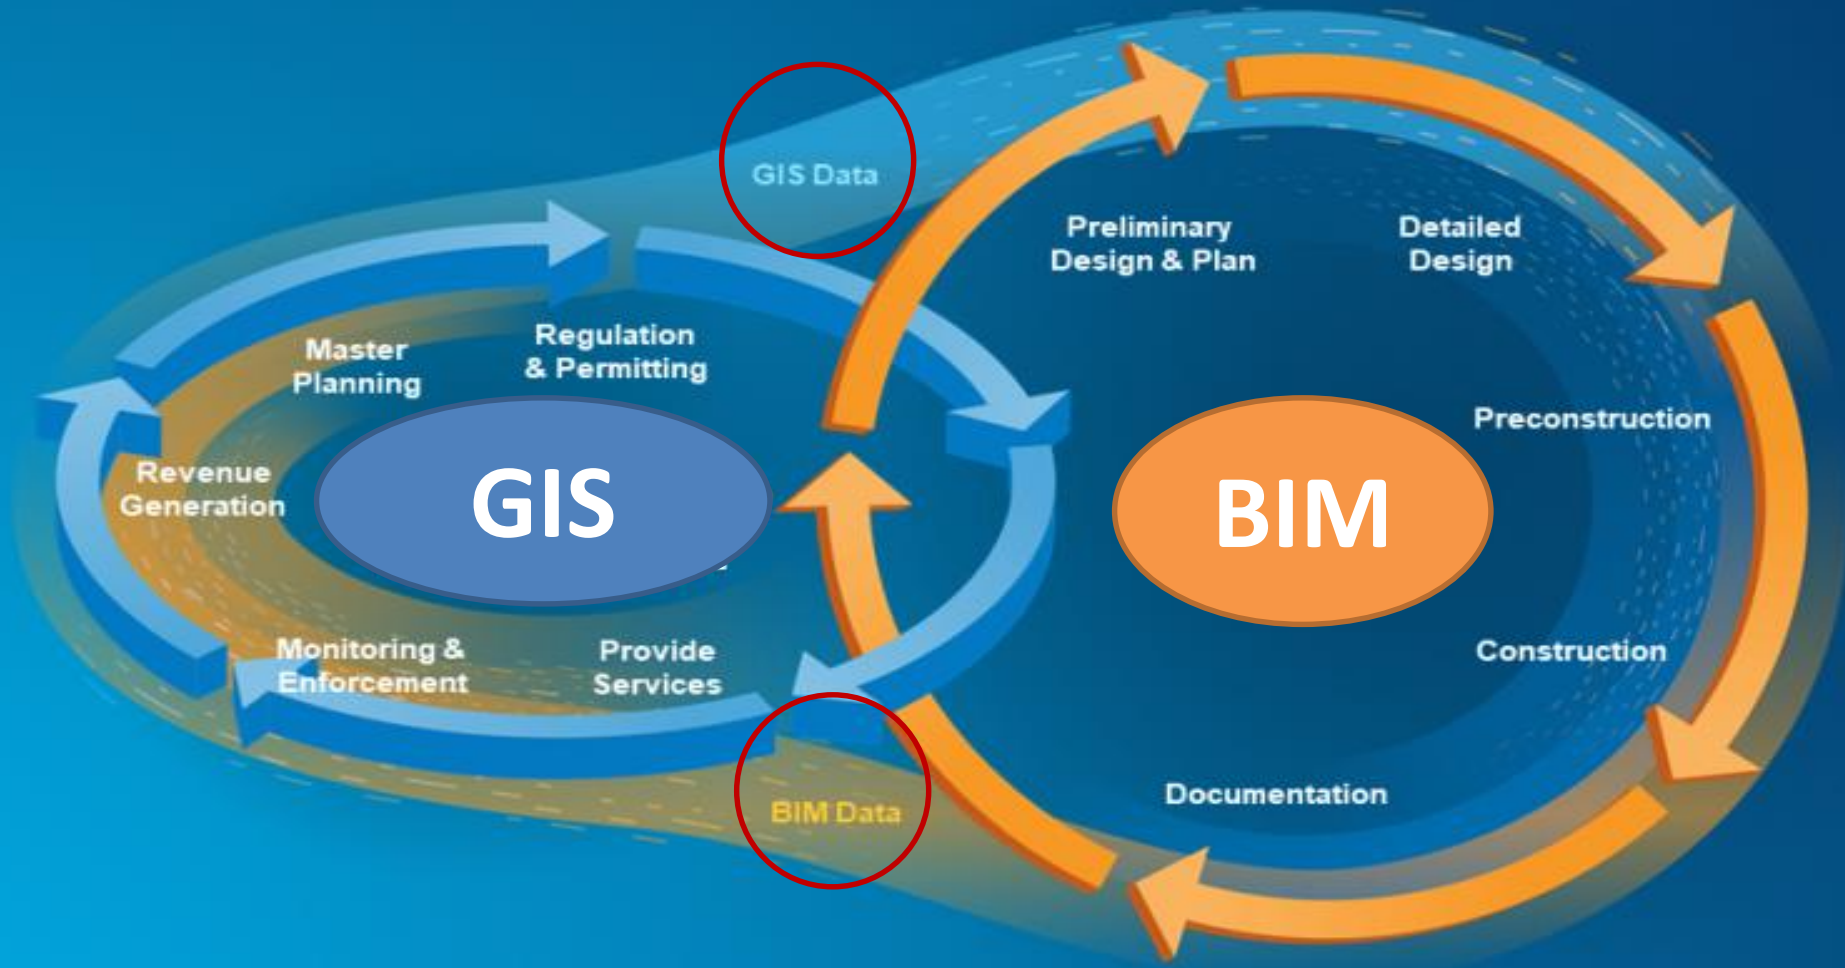 GIS Data
Preliminary
Design & Plan
Detailed
Design
Master
Planning
Regulation
& Permitting
Preconstruction
Revenue
Generation
GIS
BIM
Monitoring &
Enforcement
Provide
Services
Construction
Documentation
BIM Data